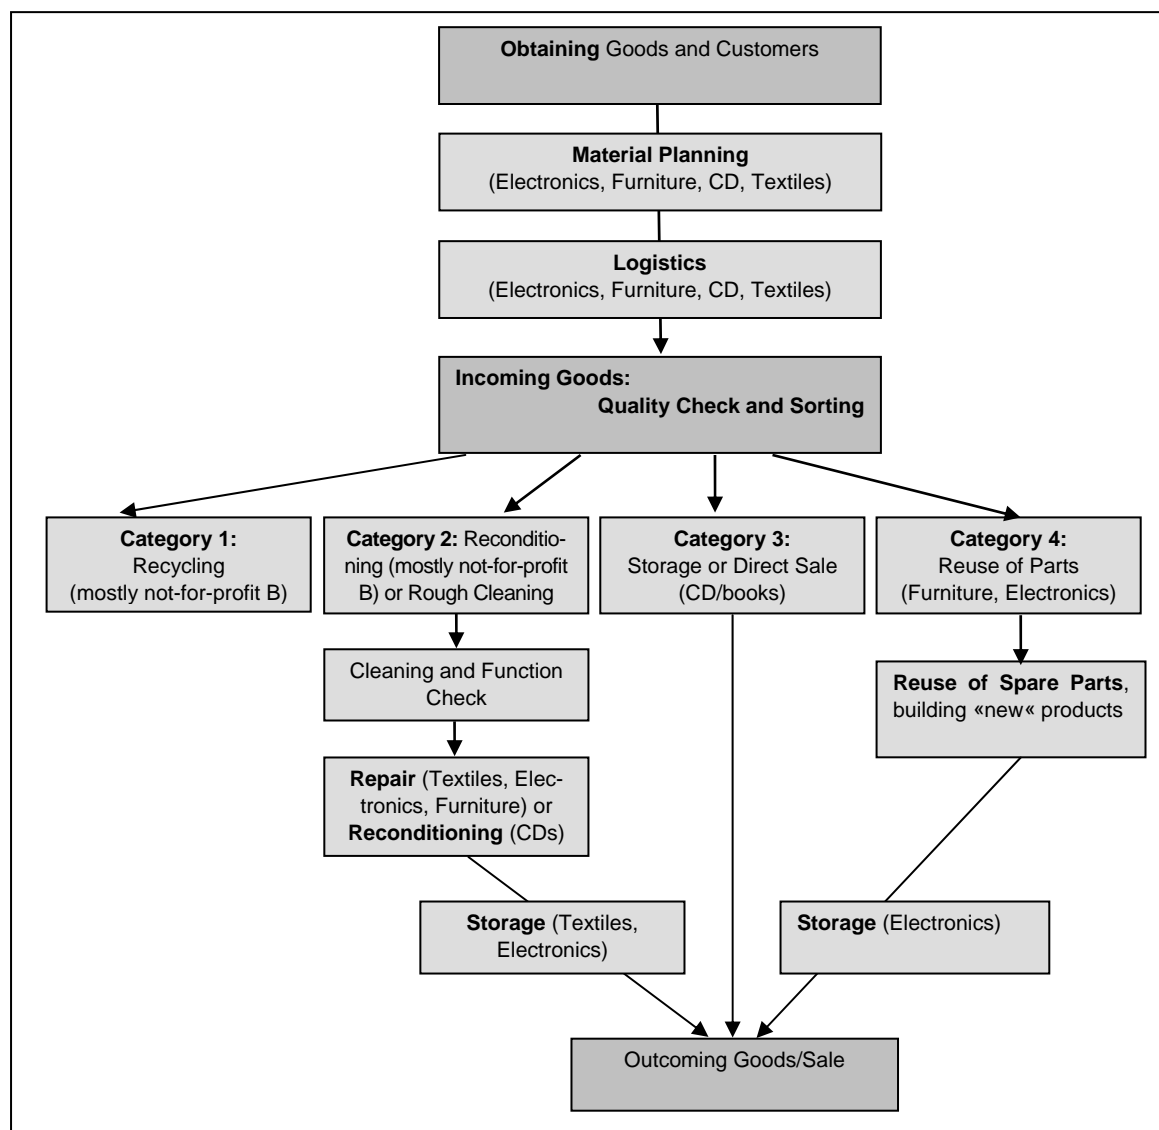 Obtaining Goods and Customers
Material Planning
(Electronics, Furniture, CD, Textiles)
Logistics
(Electronics, Furniture, CD, Textiles)
Incoming Goods:
Quality Check and Sorting
Category 1:
Recycling
(mostly not-for-profit B)
Category 2: Reconditio-
ning (mostly not-for-profit
B) or Rough Cleaning
Category 3:
Storage or Direct Sale
(CD/books)
Category 4:
Reuse of Parts
(Furniture, Electronics)
Cleaning and Function
Check
Reuse of Spare Parts,
building «new« products
Repair (Textiles, Elec-
tronics, Furniture) or
Reconditioning (CDs)
Storage (Textiles,
Electronics)
Storage (Electronics)
Outcoming Goods/Sale